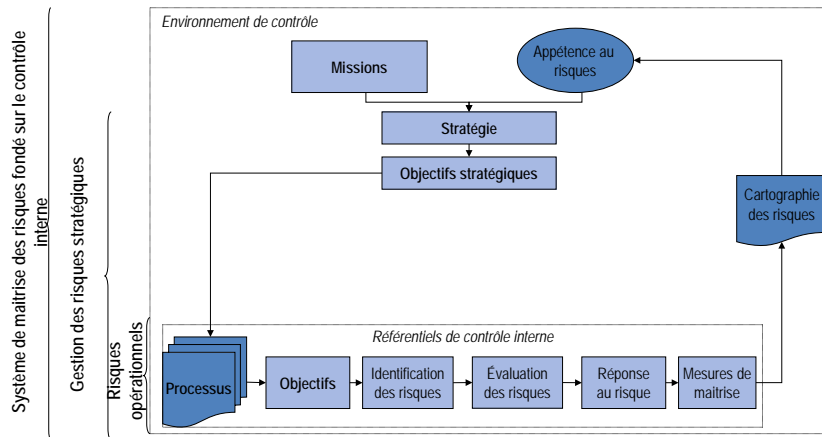 Environnement de contrôle
Missions
Appétence au
risques
Stratégie
Objectifs stratégiques
Cartographie
des risques
Système de maitrise des risques fondé sur le contrôle
interne
Gestion des risques stratégiques
Risques
opérationnels
Référentiels de contrôle interne
Processus
Objectifs
Identification
des risques
Évaluation
des risques
Réponse
au risque
Mesures de
maitrise